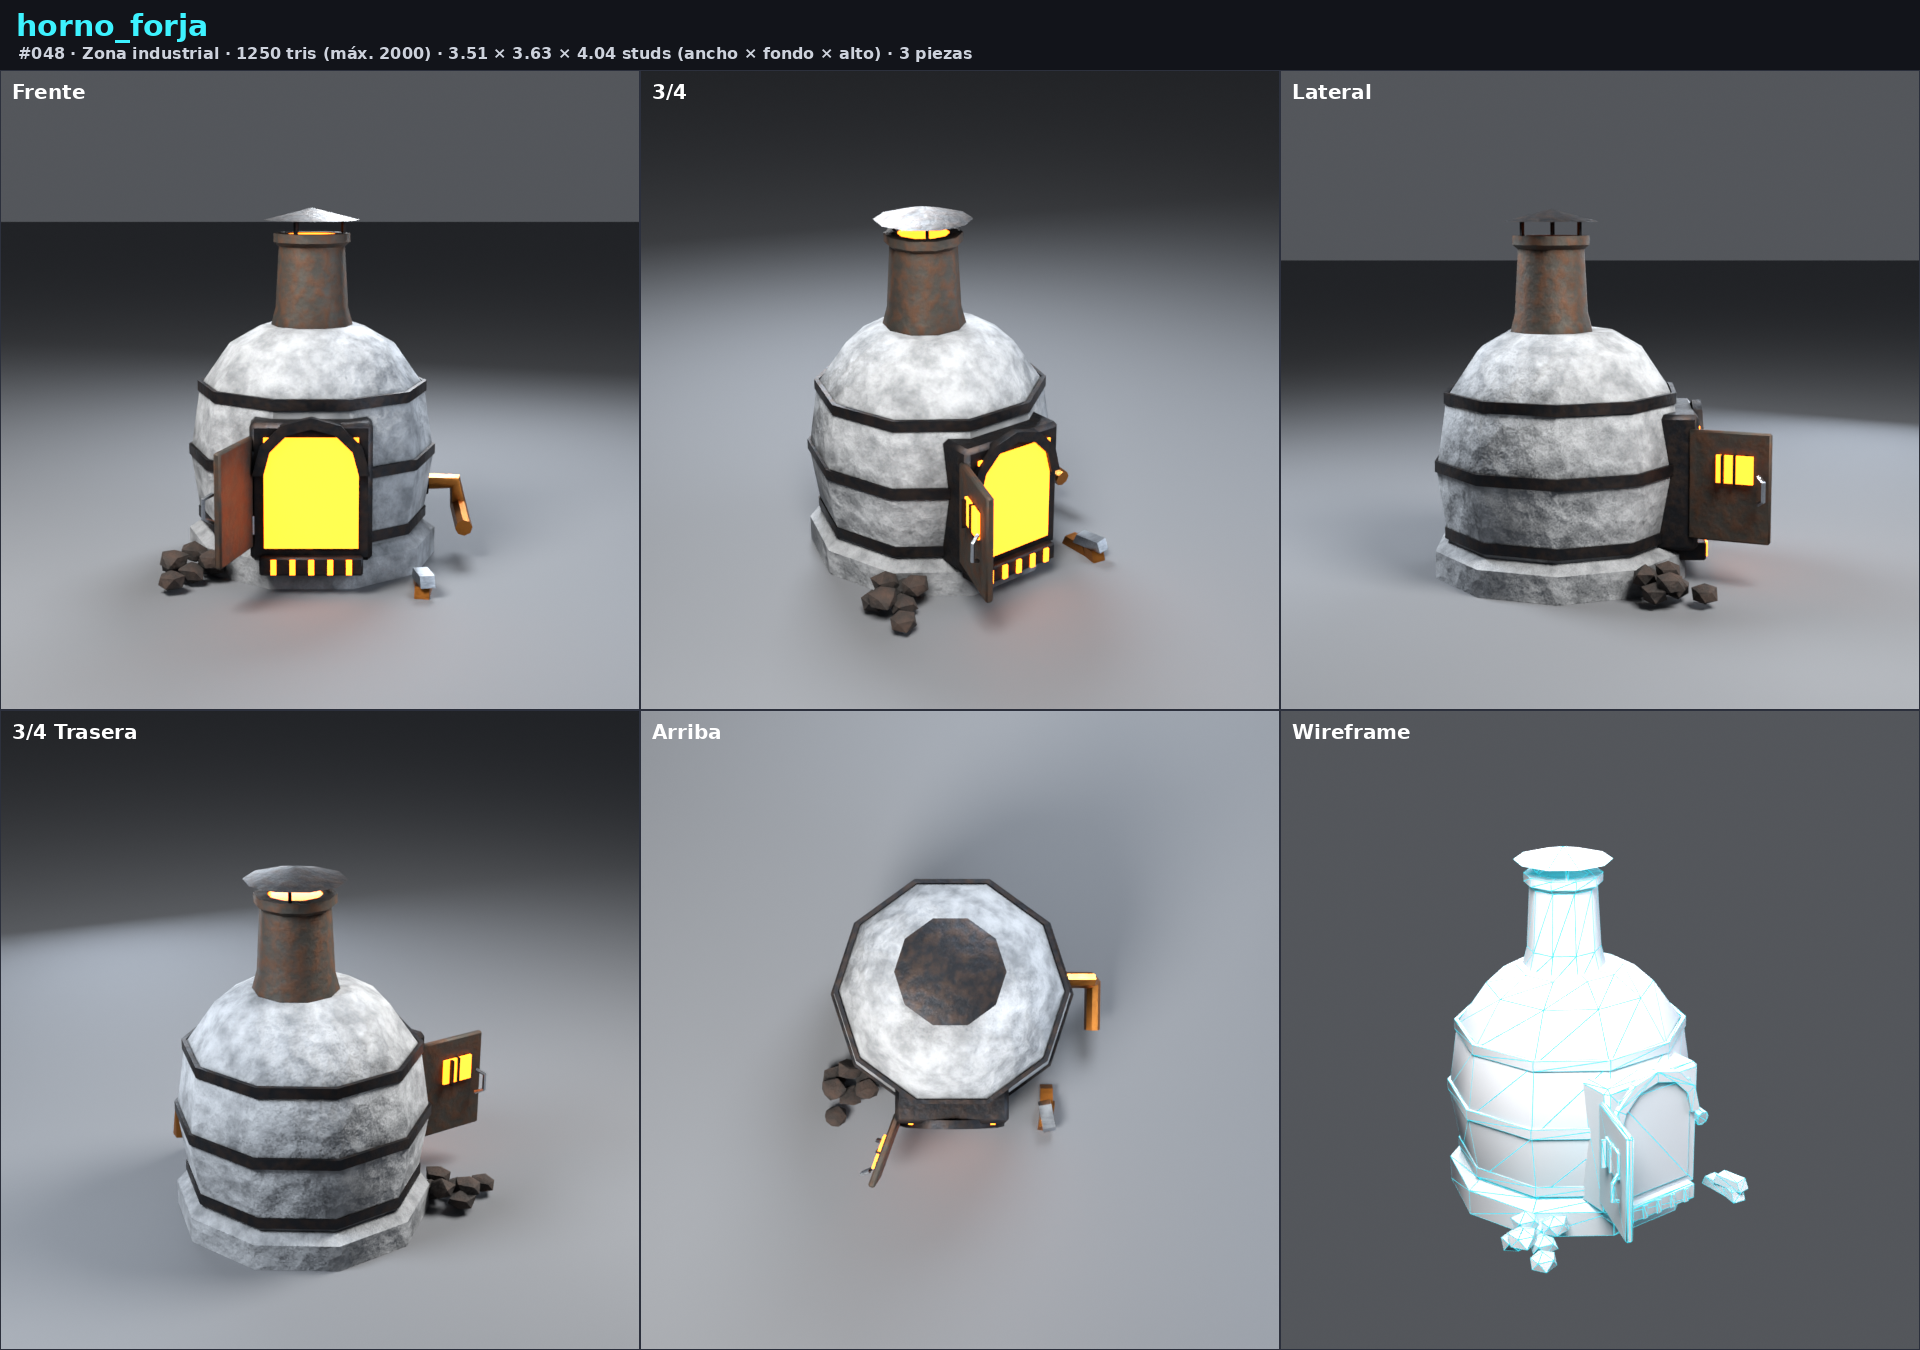 horno_forja
#048 · Zona industrial · 1250 tris (máx. 2000) · 3.51 × 3.63 × 4.04 studs (ancho × fondo × alto) · 3 piezas
Frente
3/4
Lateral
3/4 Trasera
Arriba
Wireframe